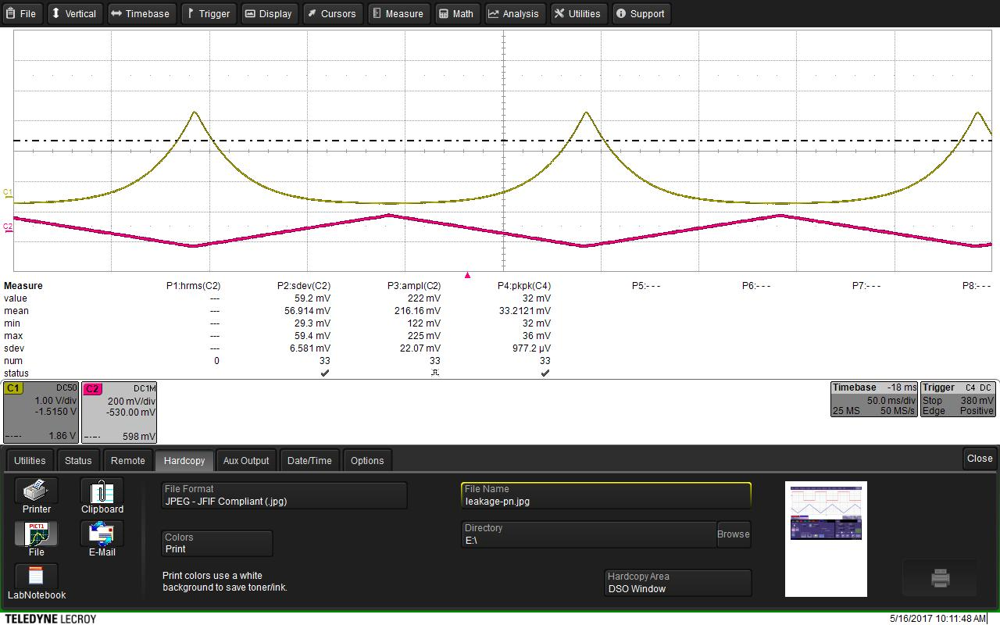 File Vertical Timebase Trigger Display Cursors Measure Math Analysis Utilities Support
C1
C2
Measure P1:hrms(C2) P2:sdev(C2) P3:ampl(C2) P4:pkpk(C4) P5:- - - P6:- - - P7:- - - P8:- - -
value --- 59.2 mV 222 mV 32 mV
mean --- 56.914 mV 216.16 mV 33.2121 mV
min --- 29.3 mV 122 mV 32 mV
max --- 59.4 mV 225 mV 36 mV
sdev --- 6.581 mV 22.07 mV 977.2 µV
num 0 33 33 33
status
C1 DC50
1.00 V/div
-1.5150 V
1.86 V
C2 DC1M
200 mV/div
-530.00 mV
598 mV
Timebase -18 ms
50.0 ms/div
25 MS 50 MS/s
Trigger C4 DC
Stop 380 mV
Edge Positive
Utilities Status Remote Hardcopy Aux Output Date/Time Options Close
Printer
Clipboard
PICT1
File
E-Mail
LabNotebook
File Format
JPEG - JFIF Compliant (.jpg)
Colors
Print
Print colors use a white
background to save toner/ink.
File Name
leakage-pn.jpg
Directory
E:\
Browse
Hardcopy Area
DSO Window
TELEDYNE LECROY
5/16/2017 10:11:48 AM